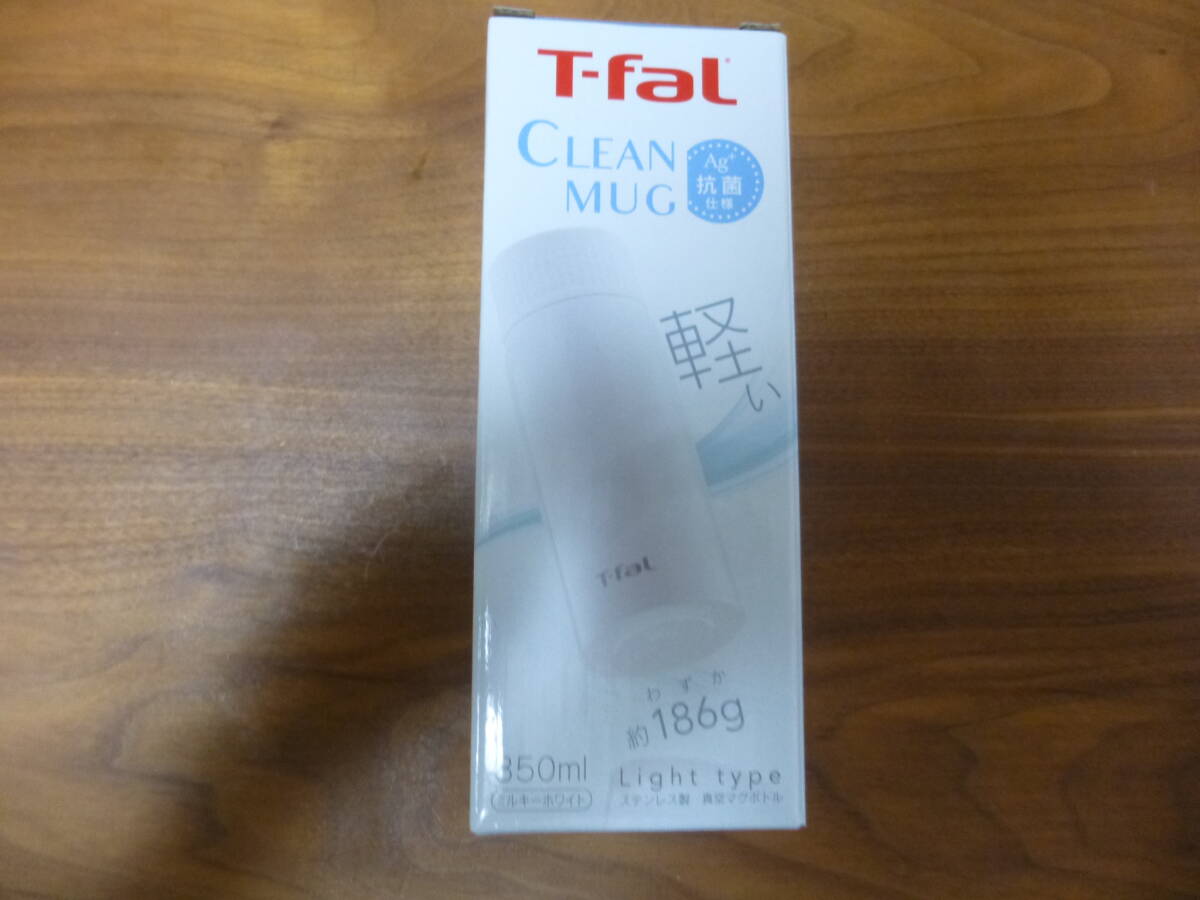 T-fal
CLEAN
MUG
Ag+
抗菌
仕様
軽い
T-fal
わずか
約186g
350ml
ミルキーホワイト
Light type
ステンレス製 真空マグボトル